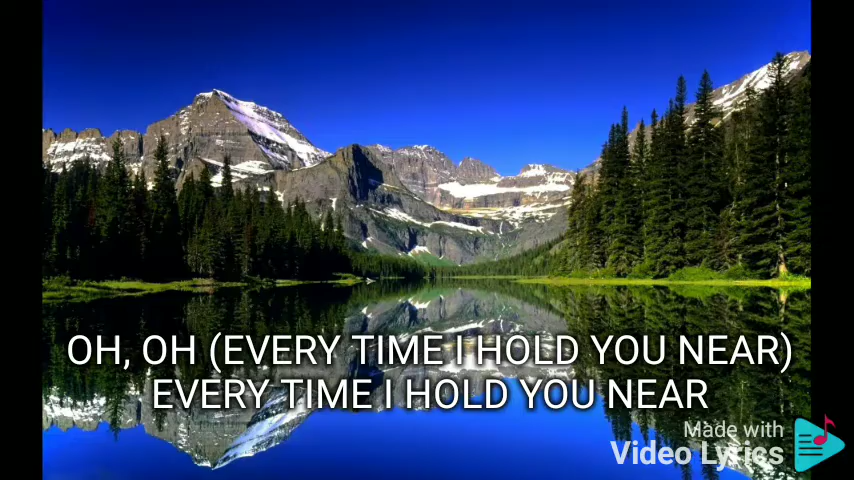 OH, OH (EVERY TIME I HOLD YOU NEAR)
EVERY TIME I HOLD YOU NEAR
Made with
Video Lyrics